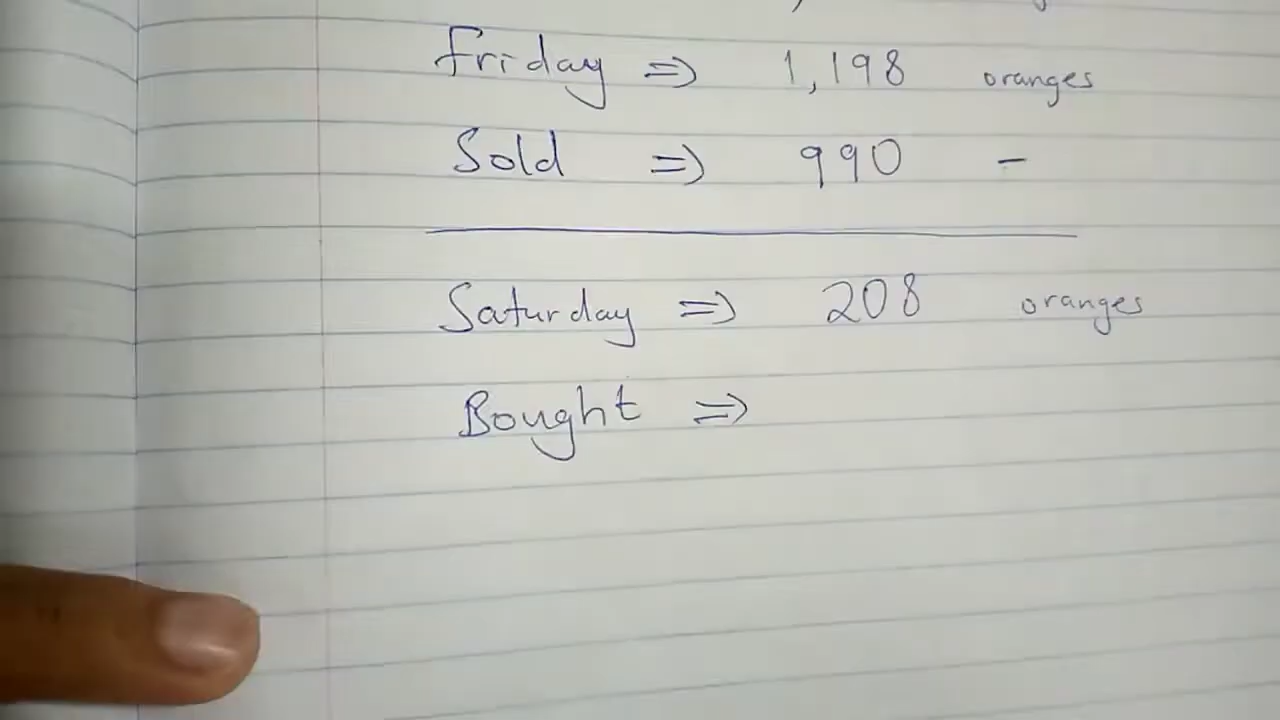 Friday => 1,198 oranges
Sold => 990 -
Saturday => 208 oranges
Bought =>